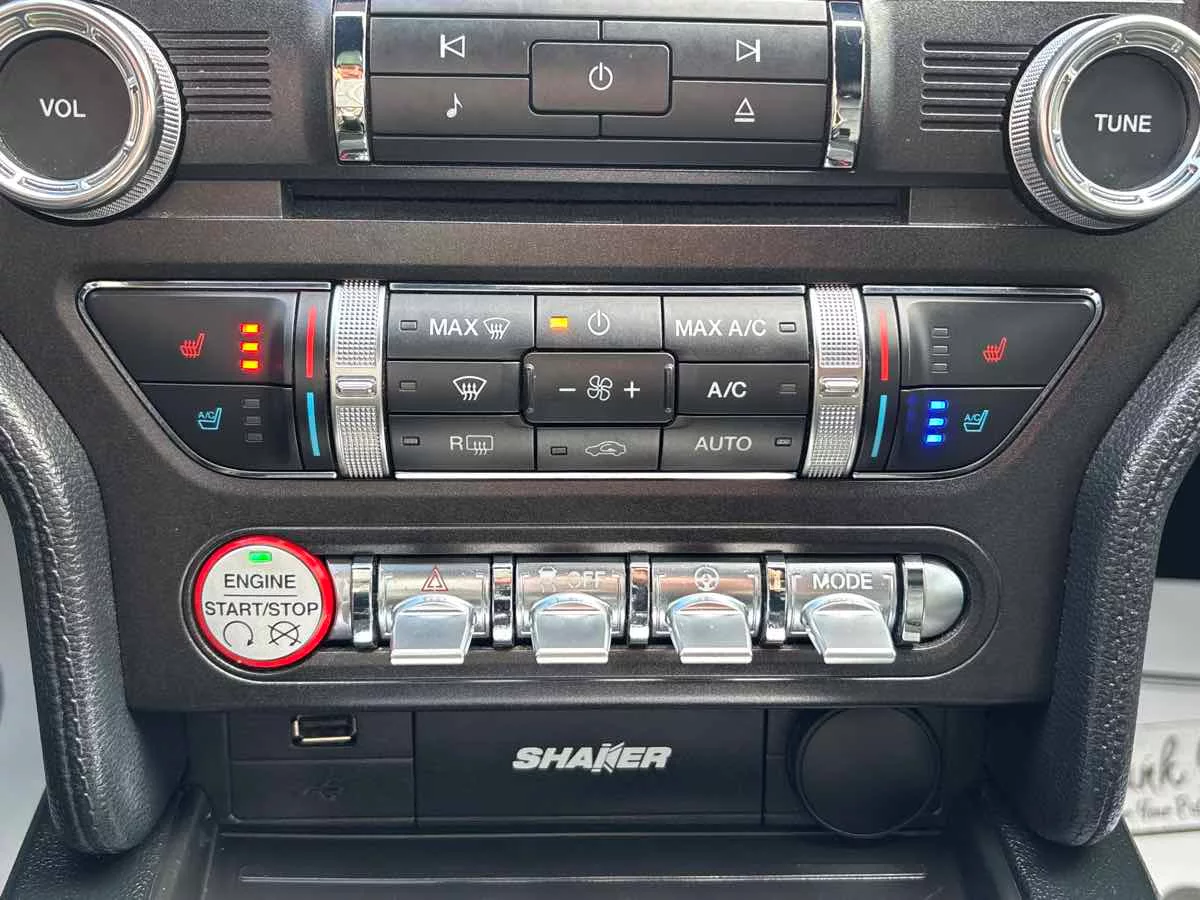 VOL
TUNE
MAX
MAX A/C
A/C
R
AUTO
A/C
A/C
ENGINE
START/STOP
OFF
MODE
SHAKER